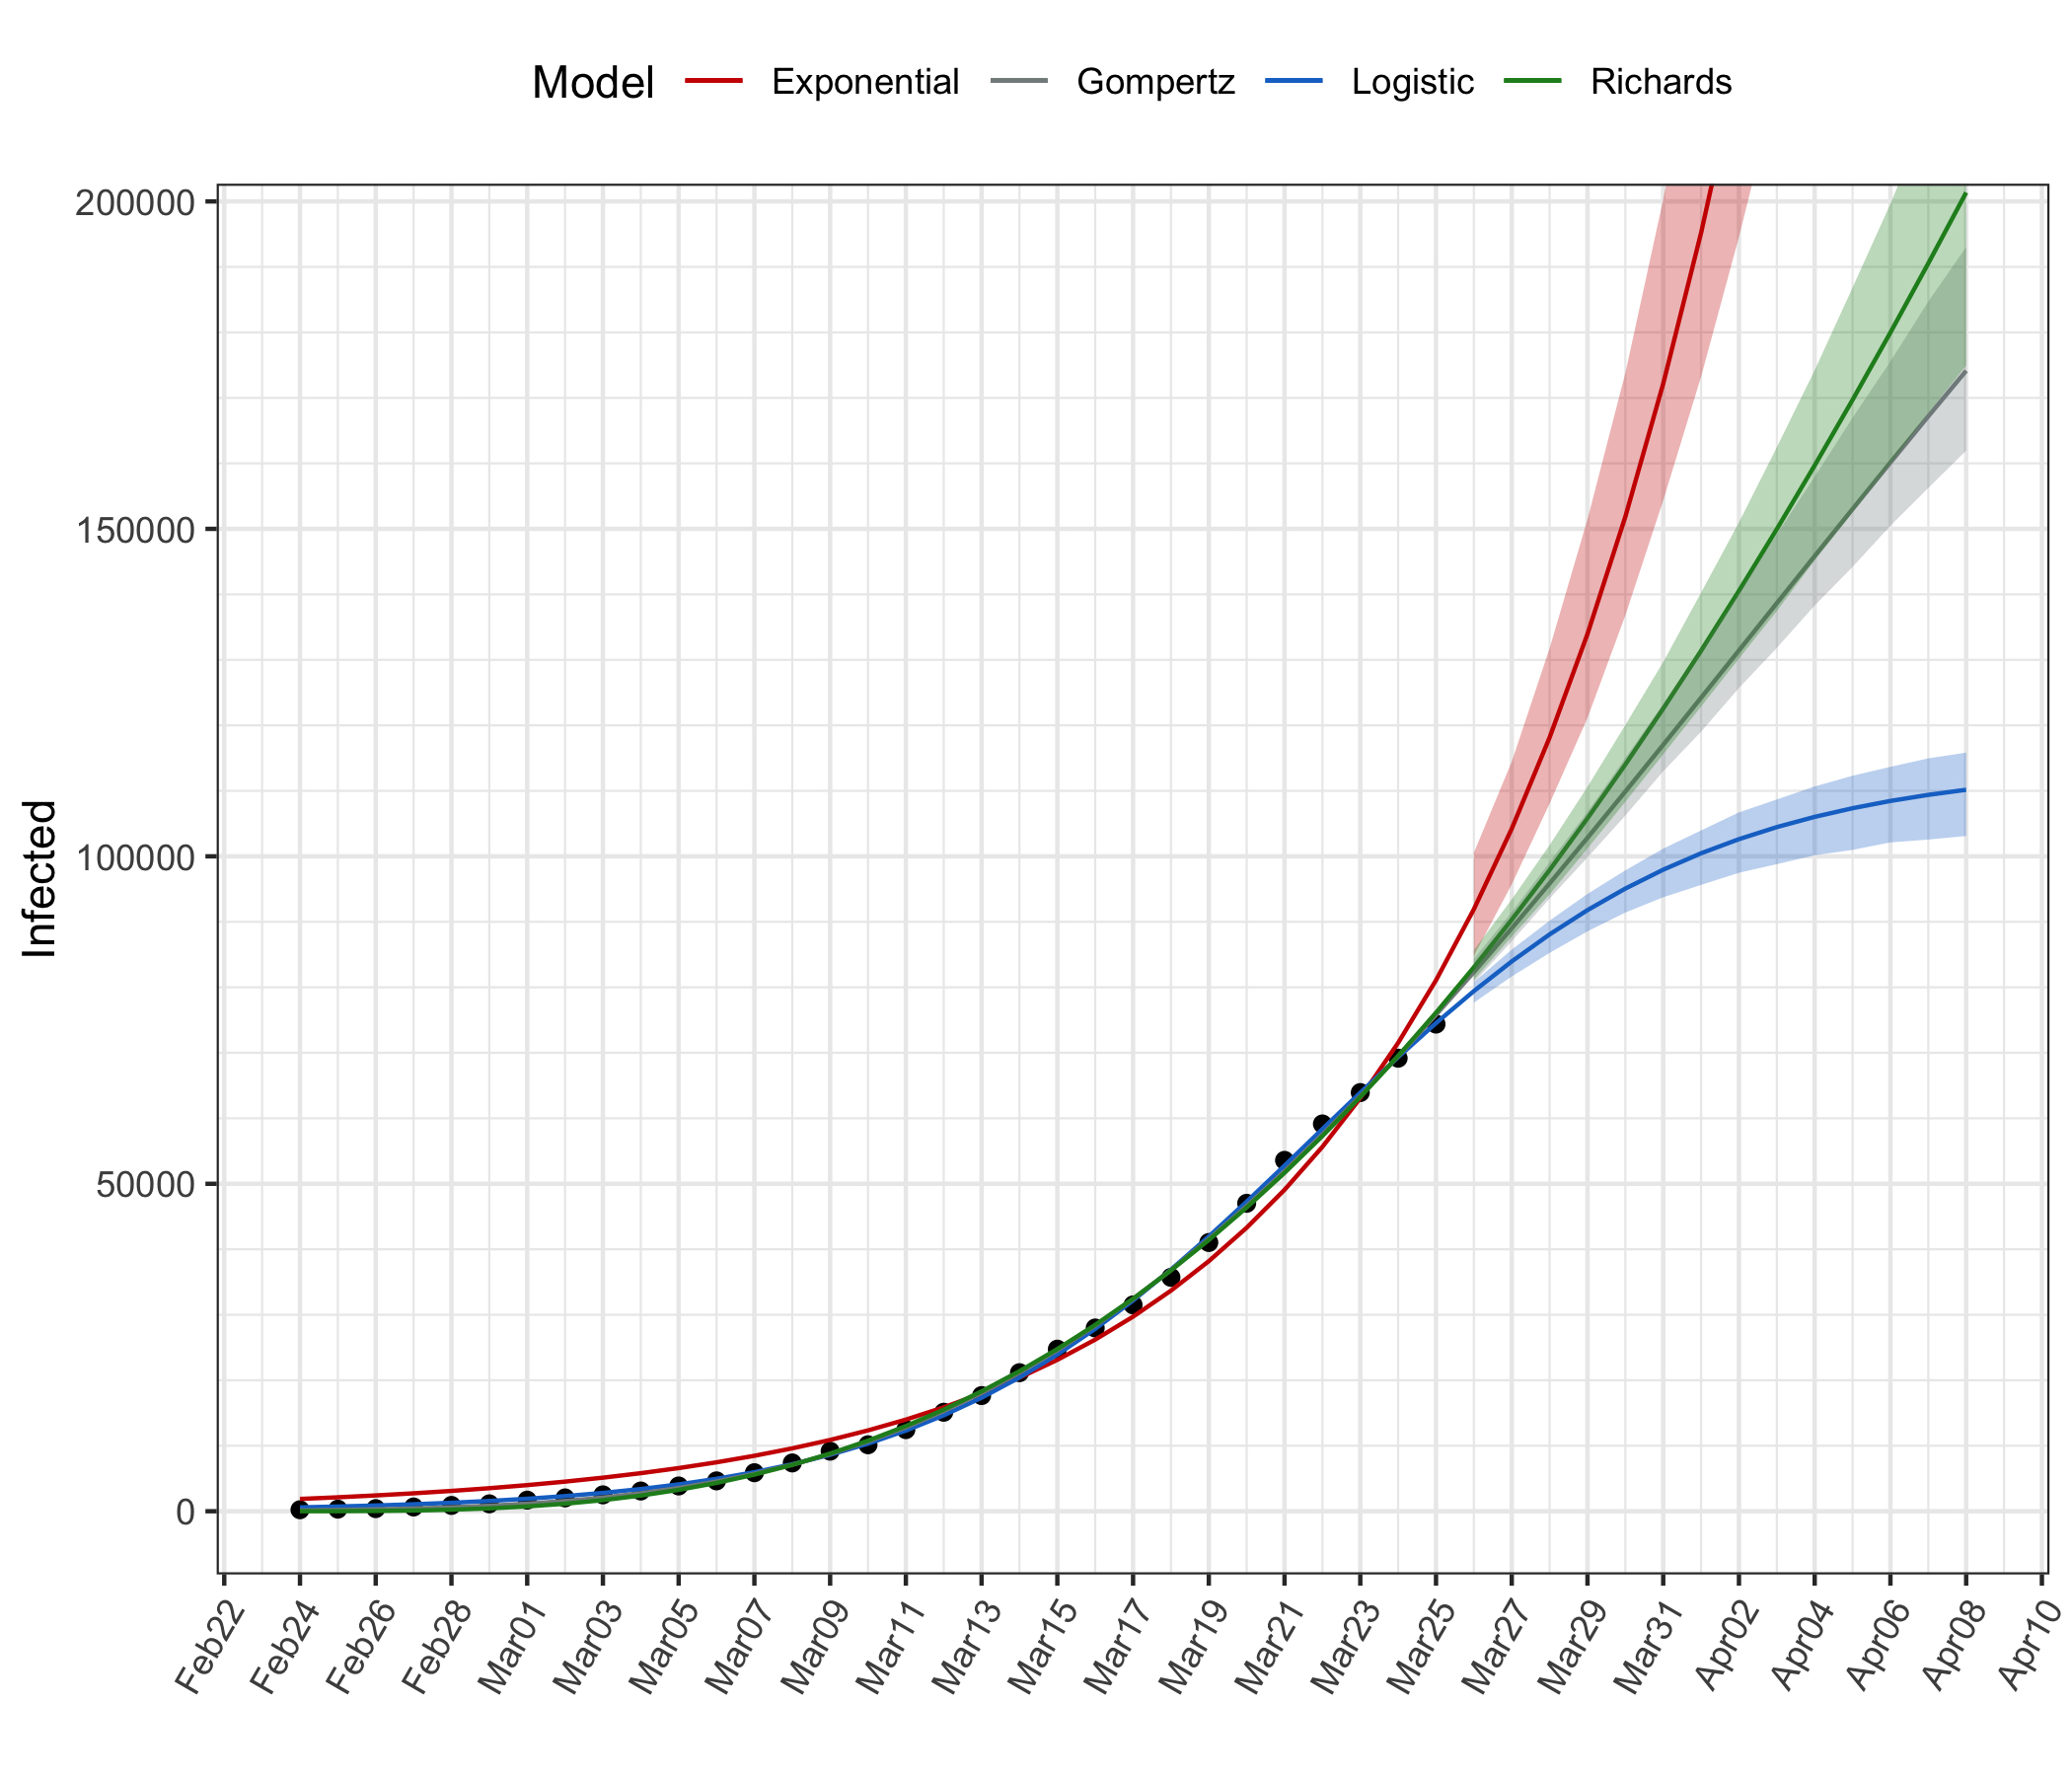 Model Exponential Gompertz Logistic Richards
200000
150000
100000
50000
0
Infected
Feb22 Feb24 Feb26 Feb28 Mar01 Mar03 Mar05 Mar07 Mar09 Mar11 Mar13 Mar15 Mar17 Mar19 Mar21 Mar23 Mar25 Mar27 Mar29 Mar31 Apr02 Apr04 Apr06 Apr08 Apr10